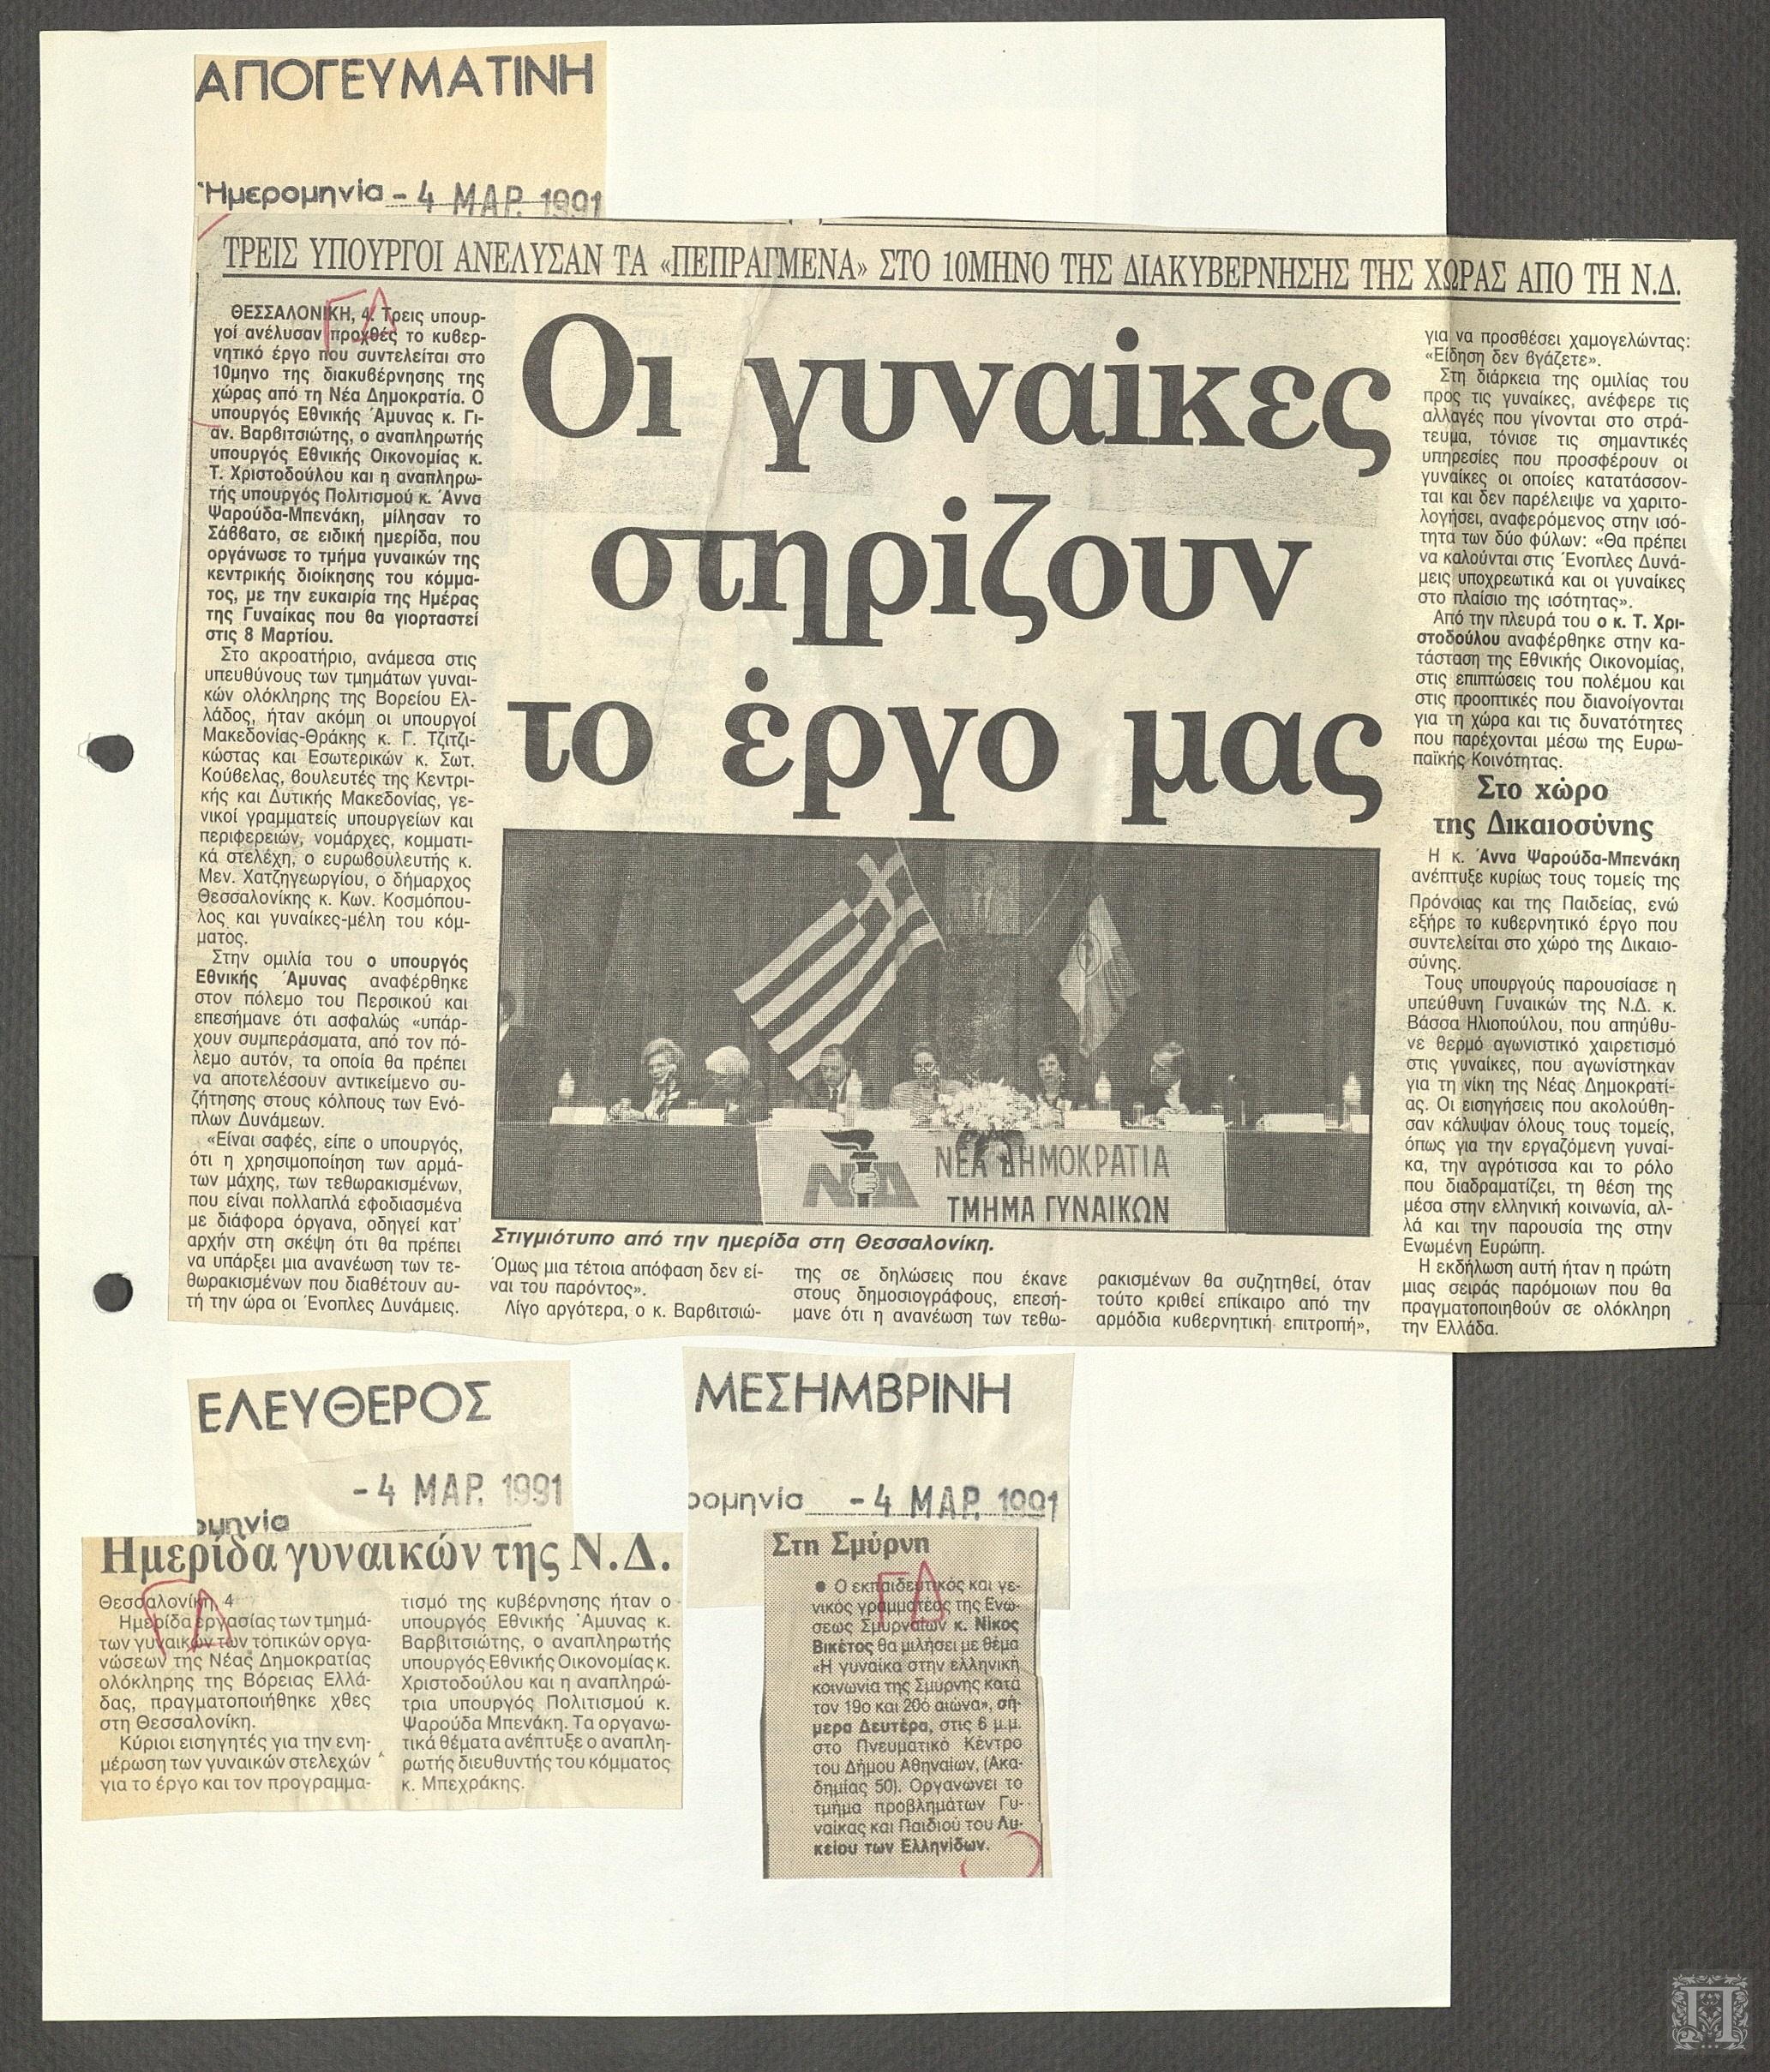 ΑΠΟΓΕΥΜΑΤΙΝΗ
Ἡμερομηνία - 4 ΜΑΡ. 1991
ΤΡΕΙΣ ΥΠΟΥΡΓΟΙ ΑΝΕΛΥΣΑΝ ΤΑ «ΠΕΠΡΑΓΜΕΝΑ» ΣΤΟ 10ΜΗΝΟ ΤΗΣ ΔΙΑΚΥΒΕΡΝΗΣΗΣ ΤΗΣ ΧΩΡΑΣ ΑΠΟ ΤΗ Ν.Δ.
Οι γυναίκες
στηρίζουν
το έργο μας
ΓΔ
ΘΕΣΣΑΛΟΝΙΚΗ, 4. Τρεις υπουρ-
γοί ανέλυσαν προχθές το κυβερ-
νητικό έργο που συντελείται στο
10μηνο της διακυβέρνησης της
χώρας από τη Νέα Δημοκρατία. Ο
υπουργός Εθνικής Άμυνας κ. Γι-
αν. Βαρβιτσιώτης, ο αναπληρωτής
υπουργός Εθνικής Οικονομίας κ.
Τ. Χριστοδούλου και η αναπληρω-
τής υπουργός Πολιτισμού κ. Άννα
Ψαρούδα-Μπενάκη, μίλησαν το
Σάββατο, σε ειδική ημερίδα, που
οργάνωσε το τμήμα γυναικών της
κεντρικής διοίκησης του κόμμα-
τος, με την ευκαιρία της Ημέρας
της Γυναίκας που θα γιορταστεί
στις 8 Μαρτίου.
Στο ακροατήριο, ανάμεσα στις
υπευθύνους των τμημάτων γυναι-
κών ολόκληρης της Βορείου Ελ-
λάδος, ήταν ακόμη οι υπουργοί
Μακεδονίας-Θράκης κ. Γ. Τζιτζι-
κώστας και Εσωτερικών κ. Σωτ.
Κούβελας, βουλευτές της Κεντρι-
κής και Δυτικής Μακεδονίας, γε-
νικοί γραμματείς υπουργείων και
περιφερειών, νομάρχες, κομματι-
κά στελέχη, ο ευρωβουλευτής κ.
Μεν. Χατζηγεωργίου, ο δήμαρχος
Θεσσαλονίκης κ. Κων. Κοσμόπου-
λος και γυναίκες-μέλη του κόμ-
ματος.
Στην ομιλία του ο υπουργός
Εθνικής Άμυνας αναφέρθηκε
στον πόλεμο του Περσικού και
επεσήμανε ότι ασφαλώς «υπάρ-
χουν συμπεράσματα, από τον πό-
λεμο αυτόν, τα οποία θα πρέπει
να αποτελέσουν αντικείμενο συ-
ζήτησης στους κόλπους των Ενό-
πλων Δυνάμεων.
«Είναι σαφές, είπε ο υπουργός,
ότι η χρησιμοποίηση των αρμά-
των μάχης, των τεθωρακισμένων,
που είναι πολλαπλά εφοδιασμένα
με διάφορα όργανα, οδηγεί κατ'
αρχήν στη σκέψη ότι θα πρέπει
να υπάρξει μια ανανέωση των τε-
θωρακισμένων που διαθέτουν αυ-
τή την ώρα οι Ένοπλες Δυνάμεις.
ΝΔ
ΝΕΑ ΔΗΜΟΚΡΑΤΙΑ
ΤΜΗΜΑ ΓΥΝΑΙΚΩΝ
Στιγμιότυπο από την ημερίδα στη Θεσσαλονίκη.
Όμως μια τέτοια απόφαση δεν εί-
ναι του παρόντος».
Λίγο αργότερα, ο κ. Βαρβιτσιώ-
της σε δηλώσεις που έκανε
στους δημοσιογράφους, επεσή-
μανε ότι η ανανέωση των τεθω-
ρακισμένων θα συζητηθεί, όταν
τούτο κριθεί επίκαιρο από την
αρμόδια κυβερνητική επιτροπή»,
για να προσθέσει χαμογελώντας:
«Είδηση δεν βγάζετε».
Στη διάρκεια της ομιλίας του
προς τις γυναίκες, ανέφερε τις
αλλαγές που γίνονται στο στρά-
τευμα, τόνισε τις σημαντικές
υπηρεσίες που προσφέρουν οι
γυναίκες οι οποίες κατατάσσον-
ται και δεν παρέλειψε να χαριτο-
λογήσει, αναφερόμενος στην ισό-
τητα των δύο φύλων: «Θα πρέπει
να καλούνται στις Ένοπλες Δυνά-
μεις υποχρεωτικά και οι γυναίκες
στο πλαίσιο της ισότητας».
Από την πλευρά του ο κ. Τ. Χρι-
στοδούλου αναφέρθηκε στην κα-
τάσταση της Εθνικής Οικονομίας,
στις επιπτώσεις του πολέμου και
στις προοπτικές που διανοίγονται
για τη χώρα και τις δυνατότητες
που παρέχονται μέσω της Ευρω-
παϊκής Κοινότητας.
Στο χώρο
της Δικαιοσύνης
Η κ. Άννα Ψαρούδα-Μπενάκη
ανέπτυξε κυρίως τους τομείς της
Πρόνοιας και της Παιδείας, ενώ
εξήρε το κυβερνητικό έργο που
συντελείται στο χώρο της Δικαιο-
σύνης.
Τους υπουργούς παρουσίασε η
υπεύθυνη Γυναικών της Ν.Δ. κ.
Βάσσα Ηλιοπούλου, που απηύθυ-
νε θερμό αγωνιστικό χαιρετισμό
στις γυναίκες, που αγωνίστηκαν
για τη νίκη της Νέας Δημοκρατί-
ας. Οι εισηγήσεις που ακολούθη-
σαν κάλυψαν όλους τους τομείς,
όπως για την εργαζόμενη γυναί-
κα, την αγρότισσα και το ρόλο
που διαδραματίζει, τη θέση της
μέσα στην ελληνική κοινωνία, αλ-
λά και την παρουσία της στην
Ενωμένη Ευρώπη.
Η εκδήλωση αυτή ήταν η πρώτη
μιας σειράς παρόμοιων που θα
πραγματοποιηθούν σε ολόκληρη
την Ελλάδα.
ΕΛΕΥΘΕΡΟΣ
- 4 ΜΑΡ. 1991
ομηνία
Ημερίδα γυναικών της Ν.Δ.
ΓΔ
Θεσσαλονίκη, 4
Ημερίδα εργασίας των τμημά-
των γυναικών των τοπικών οργα-
νώσεων της Νέας Δημοκρατίας
ολόκληρης της Βόρειας Ελλά-
δας, πραγματοποιήθηκε χθες
στη Θεσσαλονίκη.
Κύριοι εισηγητές για την ενη-
μέρωση των γυναικών στελεχών
για το έργο και τον προγραμμα-
τισμό της κυβέρνησης ήταν ο
υπουργός Εθνικής Άμυνας κ.
Βαρβιτσιώτης, ο αναπληρωτής
υπουργός Εθνικής Οικονομίας κ.
Χριστοδούλου και η αναπληρώ-
τρια υπουργός Πολιτισμού κ.
Ψαρούδα Μπενάκη. Τα οργανω-
τικά θέματα ανέπτυξε ο αναπλη-
ρωτής διευθυντής του κόμματος
κ. Μπεχράκης.
ΜΕΣΗΜΒΡΙΝΗ
ρομηνία - 4 ΜΑΡ. 1991
Στη Σμύρνη
ΓΔ
● Ο εκπαιδευτικός και γε-
νικός γραμματέας της Ενώ-
σεως Σμυρναίων κ. Νίκος
Βικέτος θα μιλήσει με θέμα
«Η γυναίκα στην ελληνική
κοινωνία της Σμύρνης κατά
τον 19ο και 20ό αιώνα», σή-
μερα Δευτέρα, στις 6 μ.μ.
στο Πνευματικό Κέντρο
του Δήμου Αθηναίων, (Ακα-
δημίας 50). Οργανώνει το
τμήμα προβλημάτων Γυ-
ναίκας και Παιδιού του Λυ-
κείου των Ελληνίδων.
Π